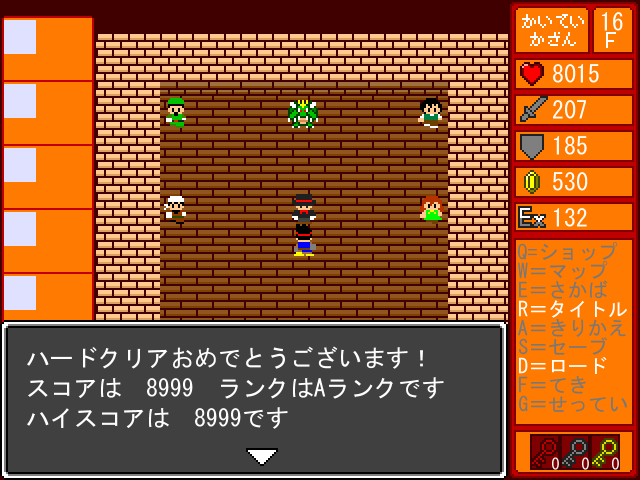 かいてい
かざん
16
F
8015
207
185
530
Ex 132
Q=ショップ
W=マップ
E=さかば
R=タイトル
A=きりかえ
S=セーブ
D=ロード
F=てき
G=せってい
0 0 0
ハードクリアおめでとうございます！
スコアは　8999　ランクはAランクです
ハイスコアは　8999です